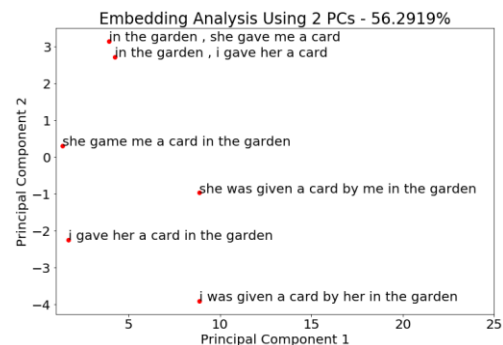 Embedding Analysis Using 2 PCs - 56.2919%
in the garden , she gave me a card
in the garden , i gave her a card
she game me a card in the garden
she was given a card by me in the garden
i gave her a card in the garden
i was given a card by her in the garden
Principal Component 2
3
2
1
0
−1
−2
−3
−4
5
10
15
20
25
Principal Component 1